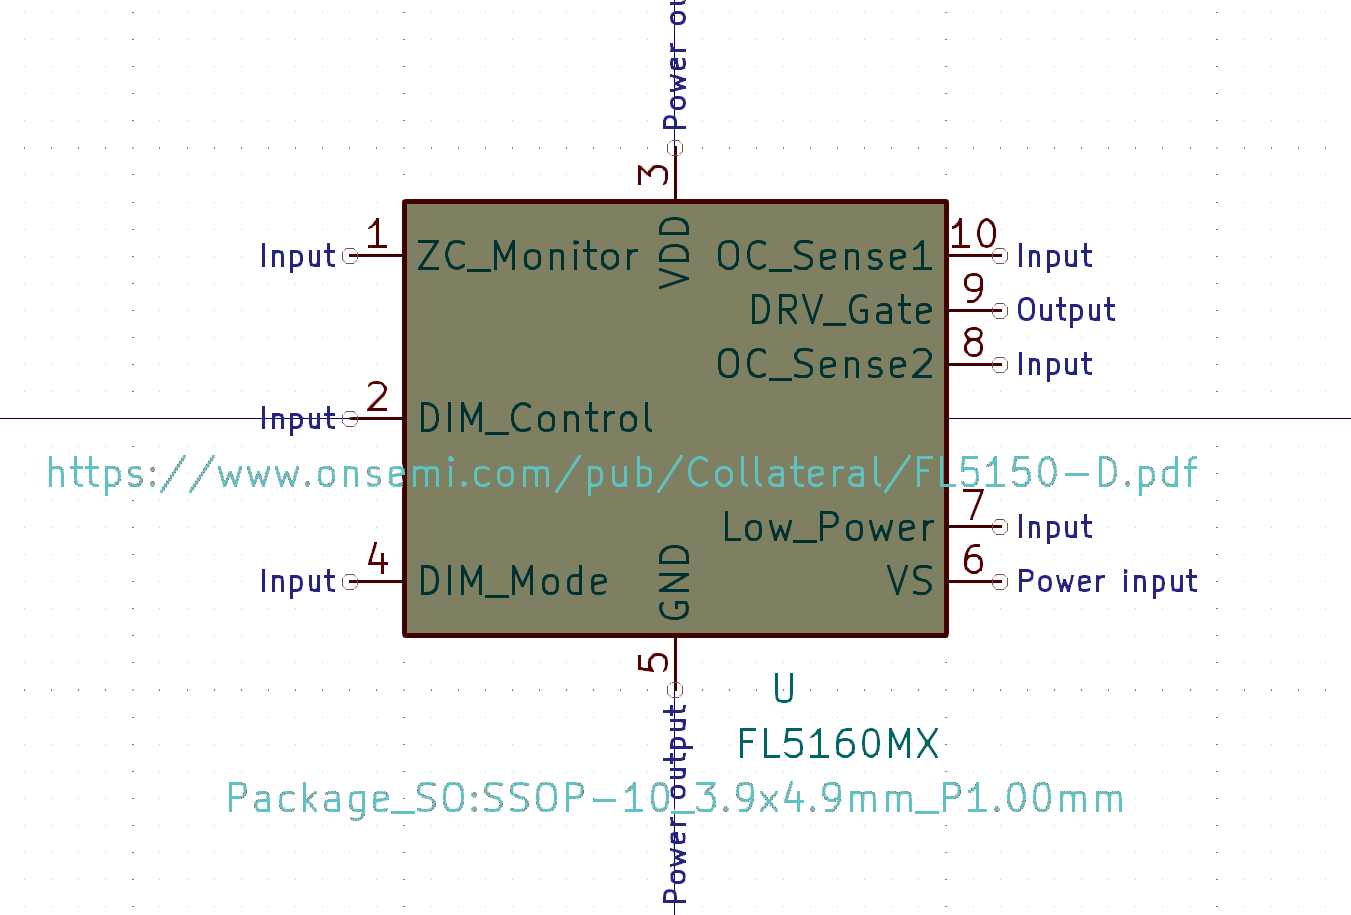 Power
3
VDD
1
Input
ZC_Monitor
OC_Sense1
10
Input
DRV_Gate
9
Output
OC_Sense2
8
Input
2
Input
DIM_Control
https://www.onsemi.com/pub/Collateral/FL5150-D.pdf
Low_Power
7
Input
4
Input
DIM_Mode
GND
VS
6
Power input
5
Power output
U
FL5160MX
Package_SO:SSOP-10_3.9x4.9mm_P1.00mm